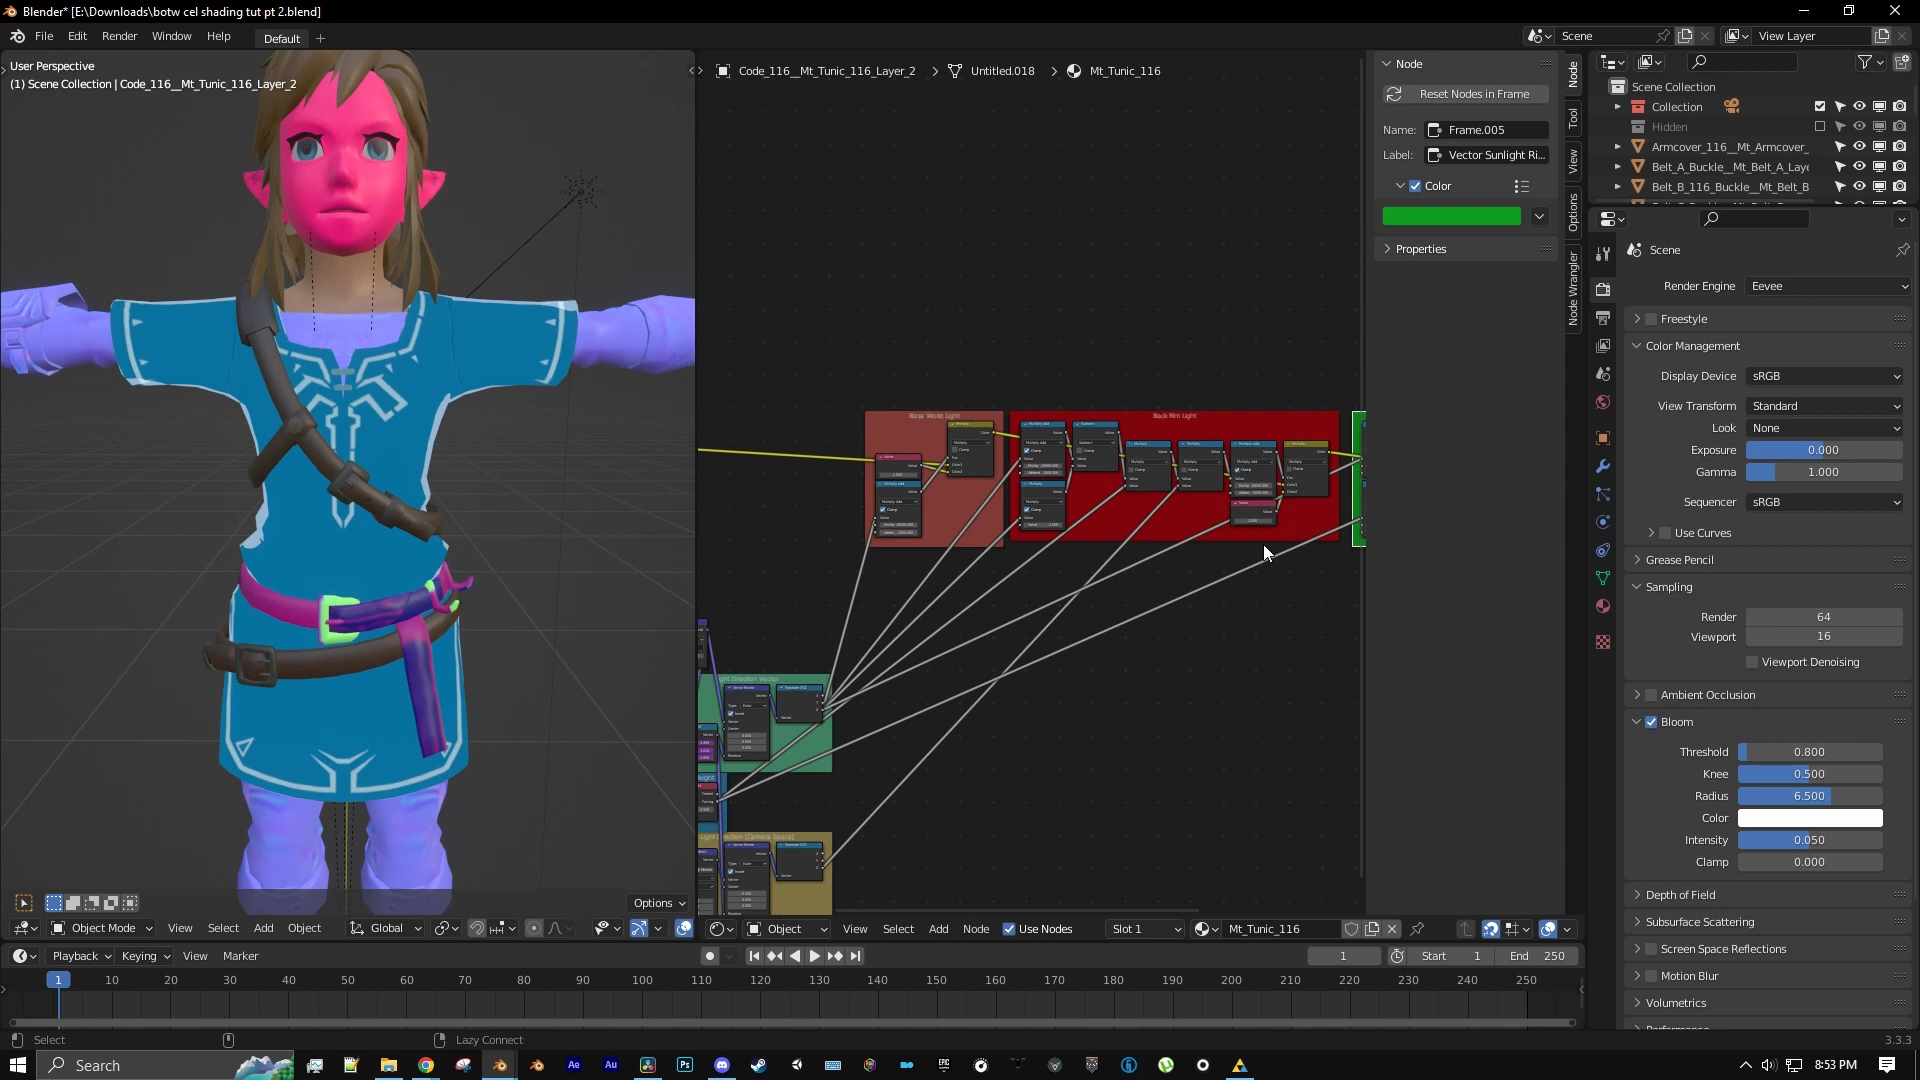 Blender* [E:\Downloads\botw cel shading tut pt 2.blend]
File Edit Render Window Help Default
Scene
View Layer
User Perspective
(1) Scene Collection | Code_116__Mt_Tunic_116_Layer_2
Code_116__Mt_Tunic_116_Layer_2
Untitled.018
Mt_Tunic_116
Base World Light
Back Rim Light
Node
Reset Nodes in Frame
Name: Frame.005
Label: Vector Sunlight Ri...
Color
Properties
Node
Tool
View
Options
Node Wrangler
Scene Collection
Collection
Hidden
Armcover_116__Mt_Armcover_
Belt_A_Buckle__Mt_Belt_A_Laye
Belt_B_116_Buckle__Mt_Belt_B
Scene
Render Engine Eevee
Freestyle
Color Management
Display Device sRGB
View Transform Standard
Look None
Exposure 0.000
Gamma 1.000
Sequencer sRGB
Use Curves
Grease Pencil
Sampling
Render 64
Viewport 16
Viewport Denoising
Ambient Occlusion
Bloom
Threshold 0.800
Knee 0.500
Radius 6.500
Color
Intensity 0.050
Clamp 0.000
Depth of Field
Subsurface Scattering
Screen Space Reflections
Motion Blur
Volumetrics
Options
Object Mode View Select Add Object Global
Object View Select Add Node Use Nodes Slot 1 Mt_Tunic_116
Playback Keying View Marker
1 Start 1 End 250
1 10 20 30 40 50 60 70 80 90 100 110 120 130 140 150 160 170 180 190 200 210 220 230 240 250
Select
Lazy Connect
3.3.3
Search
8:53 PM